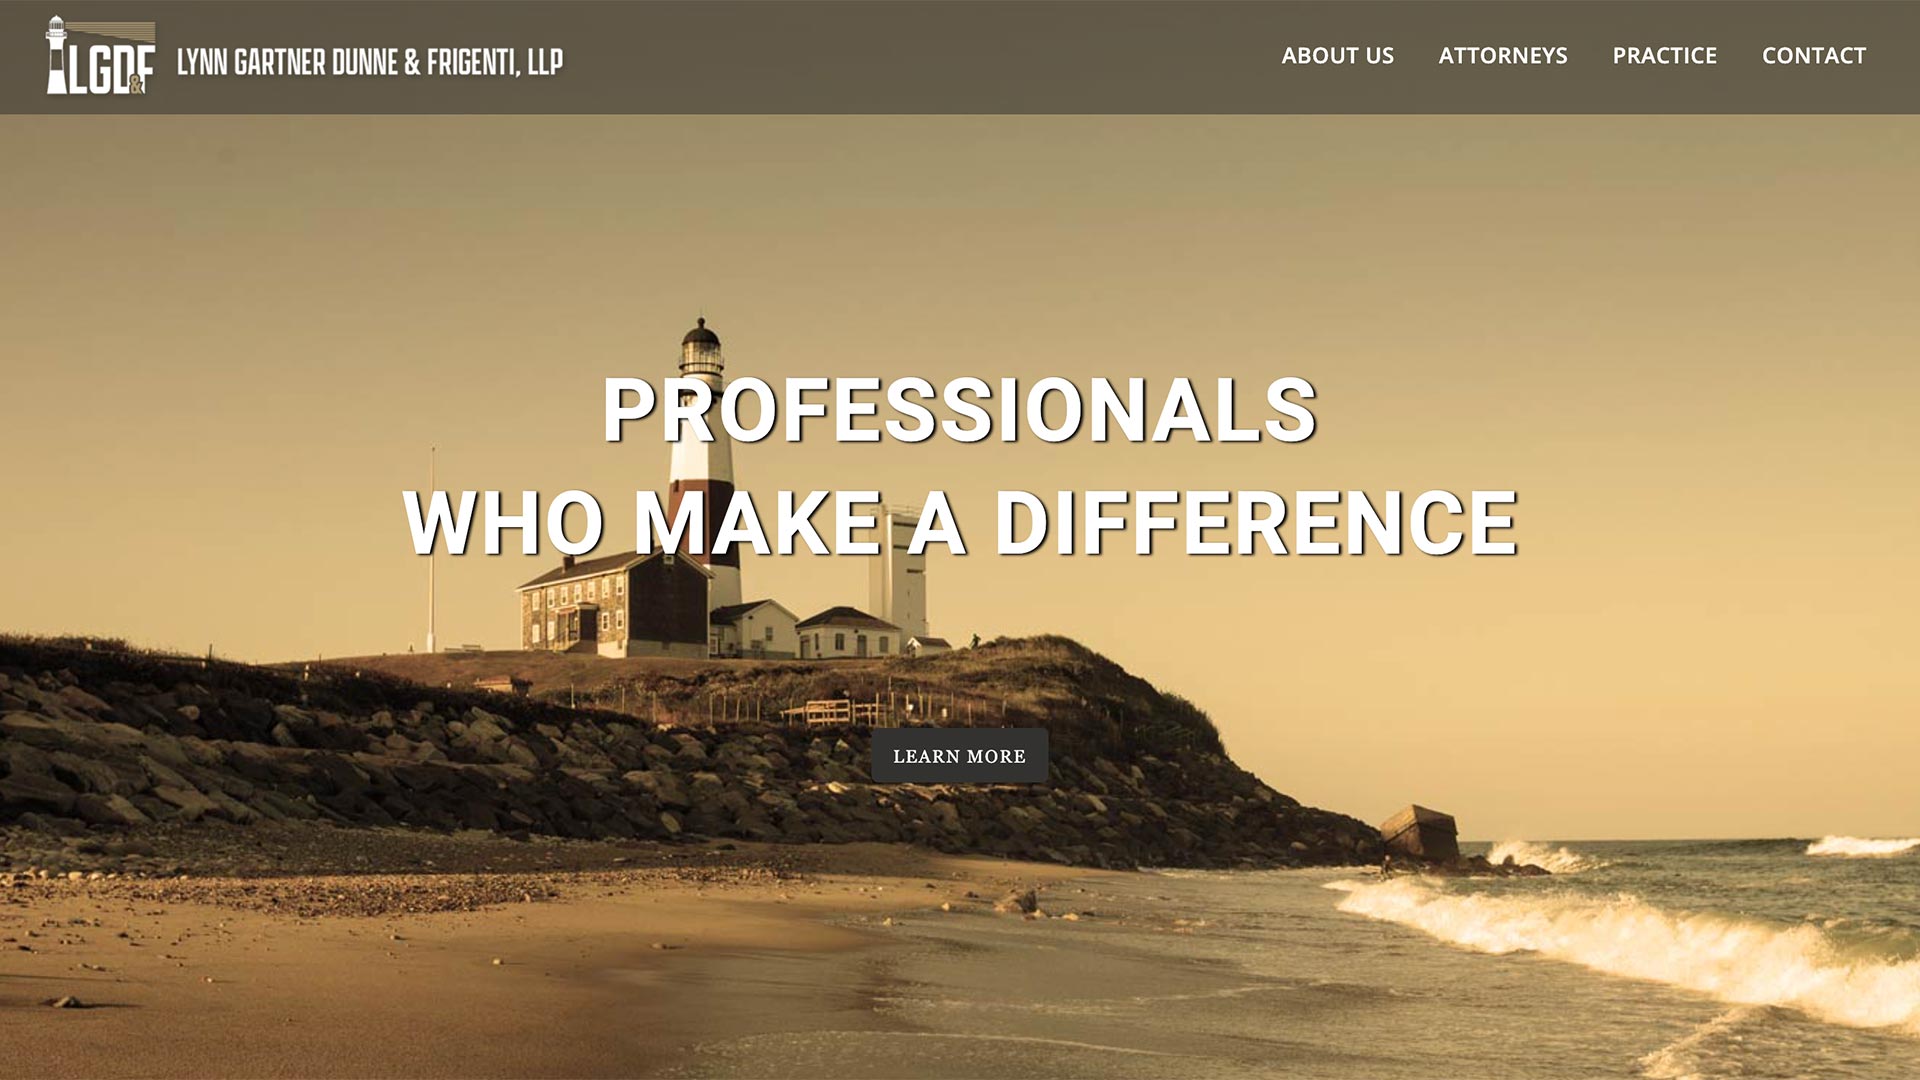 LGD&F
LYNN GARTNER DUNNE & FRIGENTI, LLP
ABOUT US
ATTORNEYS
PRACTICE
CONTACT
PROFESSIONALS
WHO MAKE A DIFFERENCE
LEARN MORE